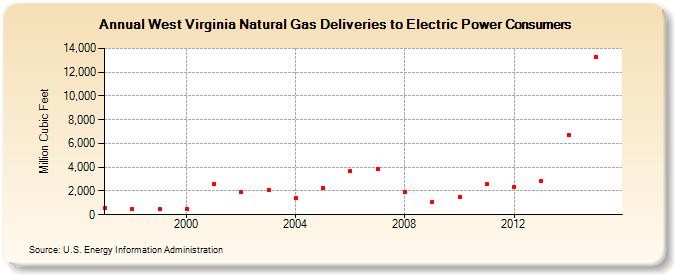 Annual West Virginia Natural Gas Deliveries to Electric Power Consumers
Million Cubic Feet
14,000
12,000
10,000
8,000
6,000
4,000
2,000
0
2000 2004 2008 2012
Source: U.S. Energy Information Administration